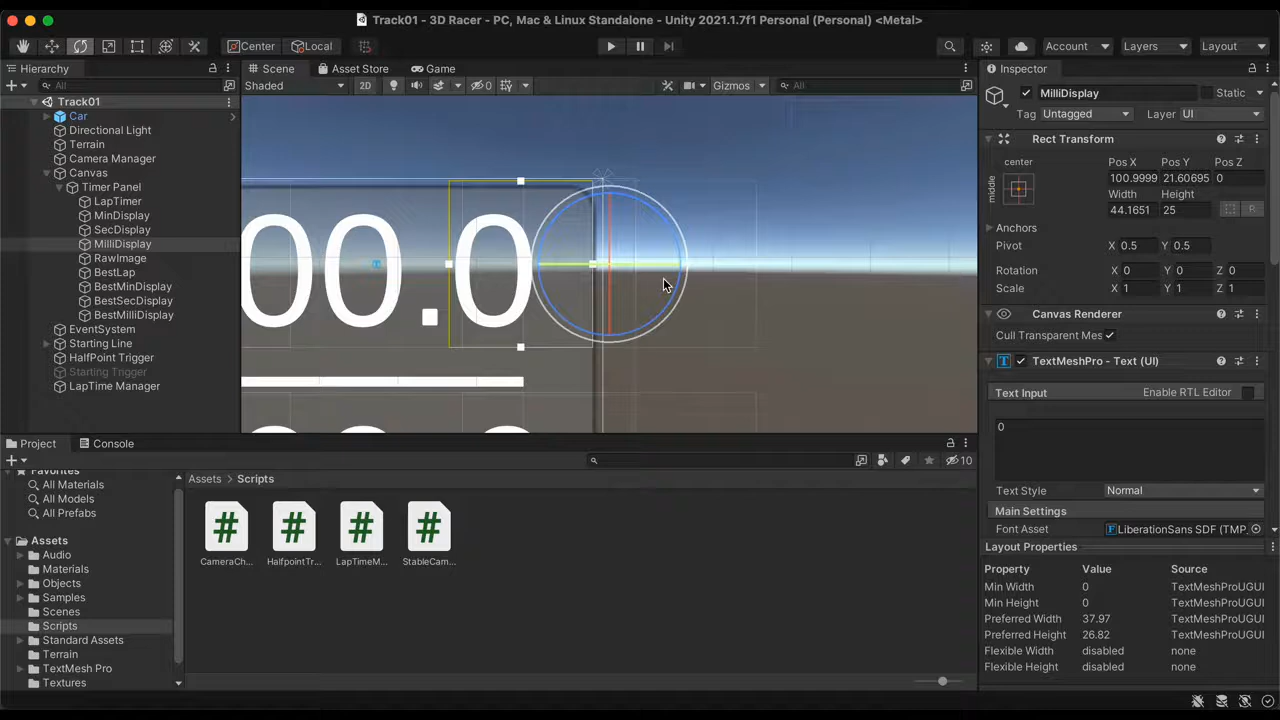 Track01 - 3D Racer - PC, Mac & Linux Standalone - Unity 2021.1.7f1 Personal (Personal) <Metal>
Center Local Account Layers Layout
Hierarchy
All
Track01
Car
Directional Light
Terrain
Camera Manager
Canvas
Timer Panel
LapTimer
MinDisplay
SecDisplay
MilliDisplay
RawImage
BestLap
BestMinDisplay
BestSecDisplay
BestMilliDisplay
EventSystem
Starting Line
HalfPoint Trigger
Starting Trigger
LapTime Manager
Scene Asset Store Game
Shaded 2D 0 Gizmos All
00.0
Inspector
MilliDisplay Static
Tag Untagged Layer UI
Rect Transform
center Pos X Pos Y Pos Z
middle 100.9999 21.60695 0
Width Height
44.1651 25 R
Anchors
Pivot X 0.5 Y 0.5
Rotation X 0 Y 0 Z 0
Scale X 1 Y 1 Z 1
Canvas Renderer
Cull Transparent Mes
TextMeshPro - Text (UI)
Text Input Enable RTL Editor
0
Text Style Normal
Main Settings
Font Asset LiberationSans SDF (TMP_
Layout Properties
Property Value Source
Min Width 0 TextMeshProUGUI
Min Height 0 TextMeshProUGUI
Preferred Width 37.97 TextMeshProUGUI
Preferred Height 26.82 TextMeshProUGUI
Flexible Width disabled none
Flexible Height disabled none
Project Console
10
Favorites
All Materials
All Models
All Prefabs
Assets
Audio
Materials
Objects
Samples
Scenes
Scripts
Standard Assets
Terrain
TextMesh Pro
Textures
Assets > Scripts
CameraCh... HalfpointTr... LapTimeM... StableCam...